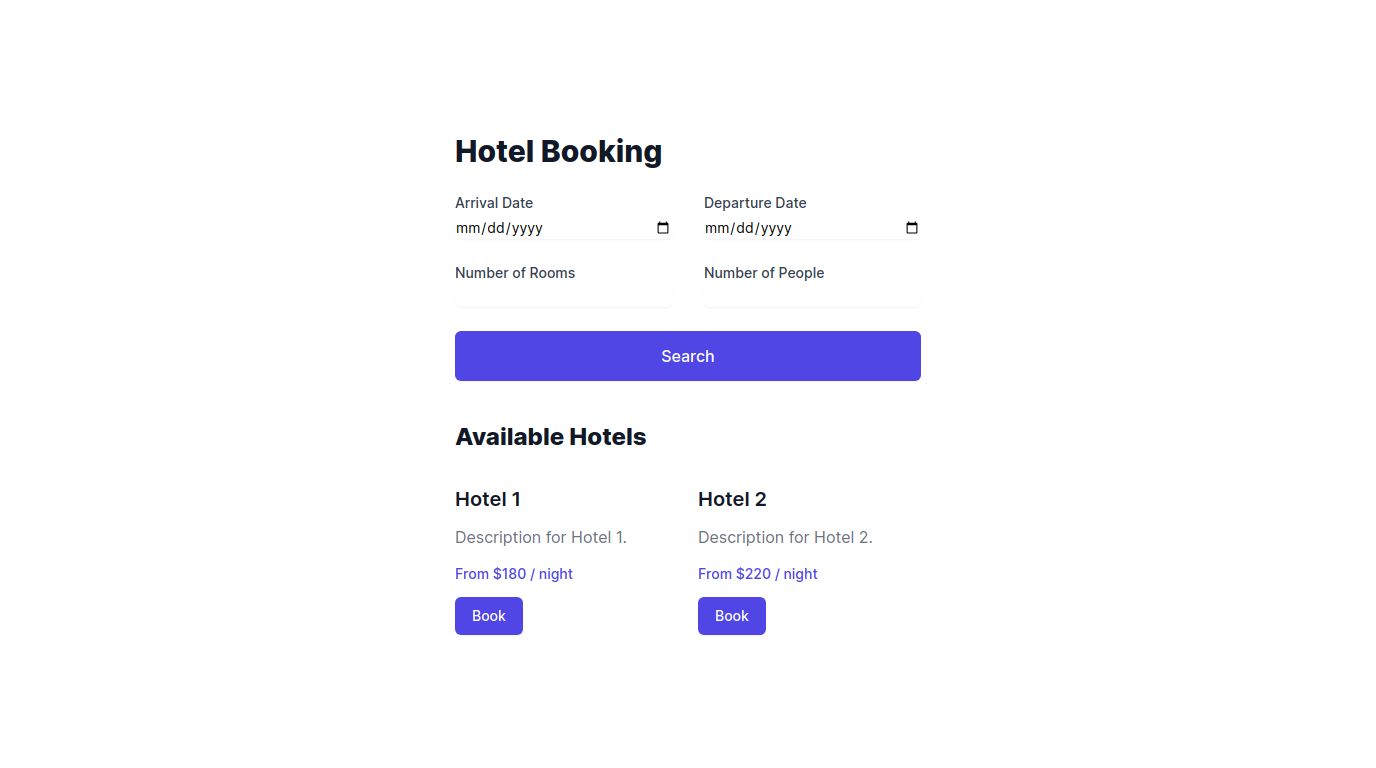 Hotel Booking
Arrival Date
Departure Date
mm/dd/yyyy
mm/dd/yyyy
Number of Rooms
Number of People
Search
Available Hotels
Hotel 1
Description for Hotel 1.
From $180 / night
Book
Hotel 2
Description for Hotel 2.
From $220 / night
Book